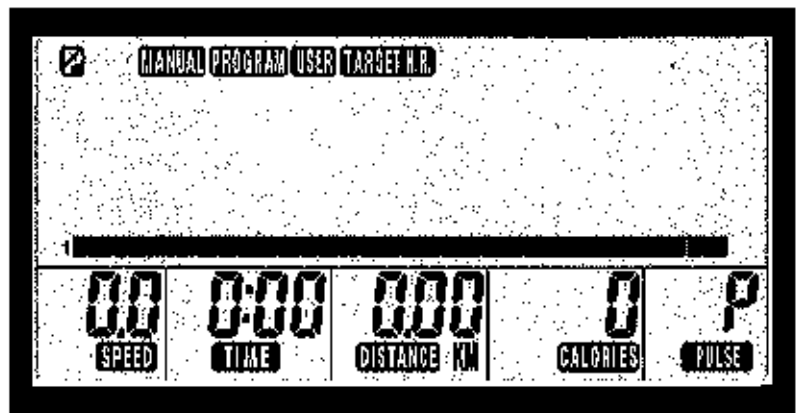 P MANUAL PROGRAM USER TARGET H.R.
1
0.0 0:00 0.00 0 P
SPEED TIME DISTANCE KM CALORIES PULSE